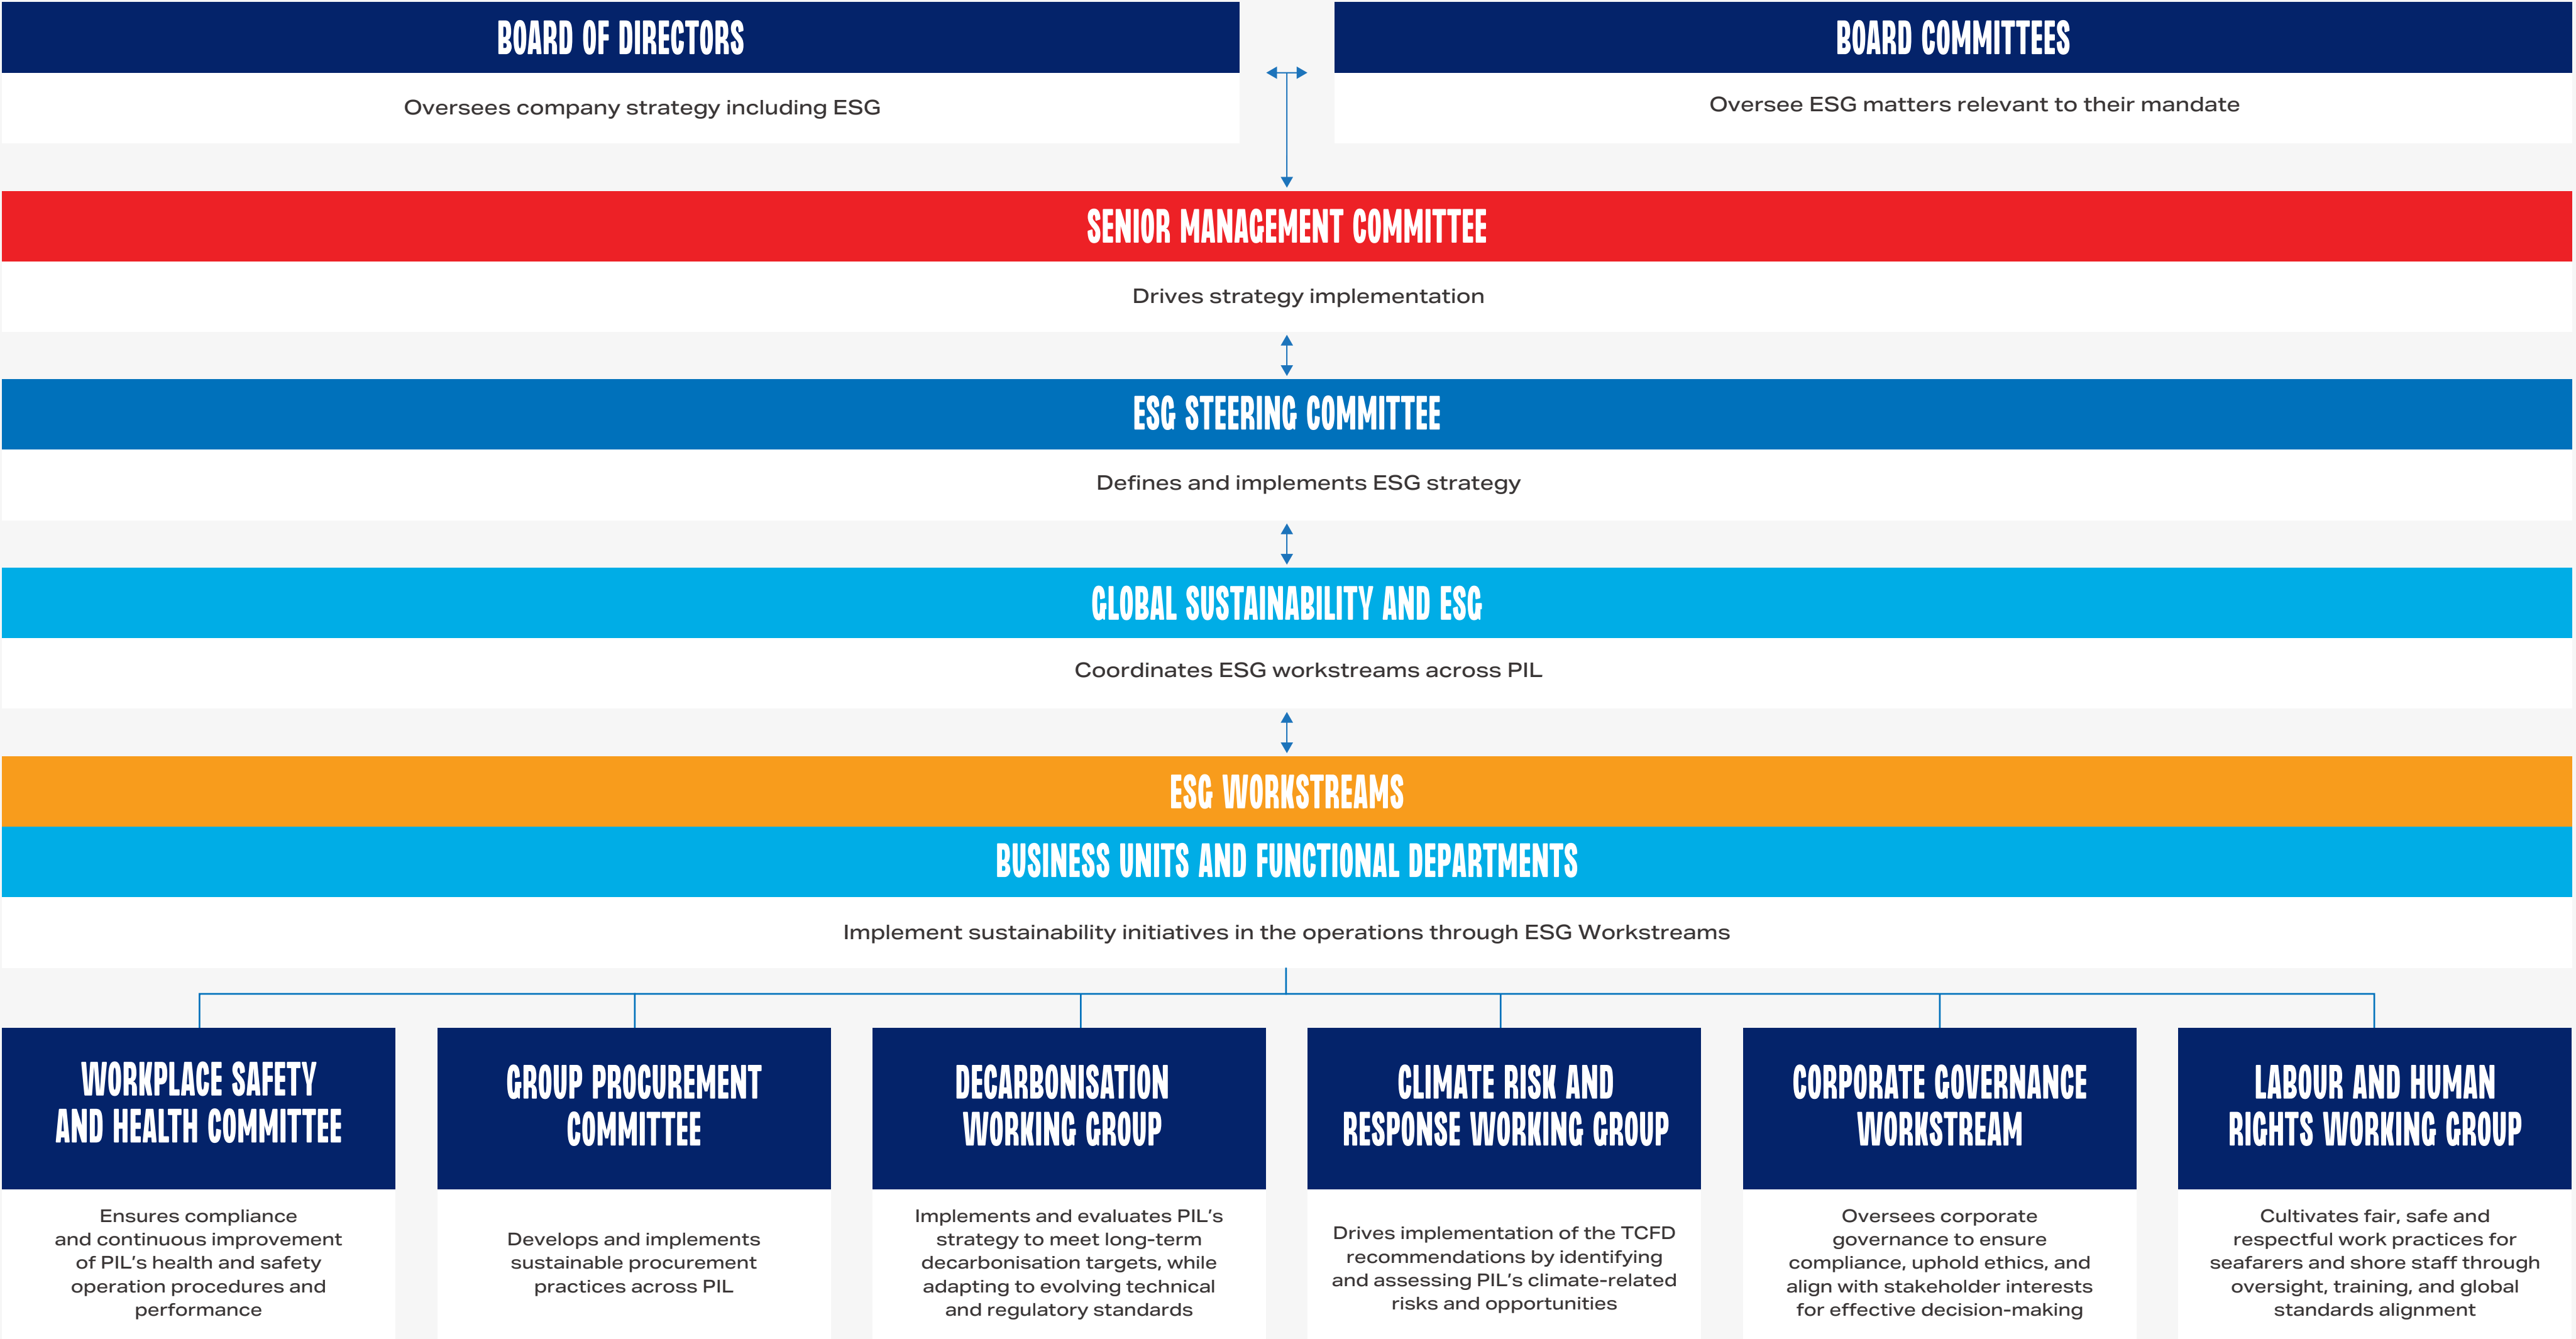 BOARD OF DIRECTORS
Oversees company strategy including ESG
BOARD COMMITTEES
Oversee ESG matters relevant to their mandate
SENIOR MANAGEMENT COMMITTEE
Drives strategy implementation
ESG STEERING COMMITTEE
Defines and implements ESG strategy
GLOBAL SUSTAINABILITY AND ESG
Coordinates ESG workstreams across PIL
ESG WORKSTREAMS
BUSINESS UNITS AND FUNCTIONAL DEPARTMENTS
Implement sustainability initiatives in the operations through ESG Workstreams
WORKPLACE SAFETY
AND HEALTH COMMITTEE
Ensures compliance
and continuous improvement
of PIL's health and safety
operation procedures and
performance
GROUP PROCUREMENT
COMMITTEE
Develops and implements
sustainable procurement
practices across PIL
DECARBONISATION
WORKING GROUP
Implements and evaluates PIL's
strategy to meet long-term
decarbonisation targets, while
adapting to evolving technical
and regulatory standards
CLIMATE RISK AND
RESPONSE WORKING GROUP
Drives implementation of the TCFD
recommendations by identifying
and assessing PIL's climate-related
risks and opportunities
CORPORATE GOVERNANCE
WORKSTREAM
Oversees corporate
governance to ensure
compliance, uphold ethics, and
align with stakeholder interests
for effective decision-making
LABOUR AND HUMAN
RIGHTS WORKING GROUP
Cultivates fair, safe and
respectful work practices for
seafarers and shore staff through
oversight, training, and global
standards alignment